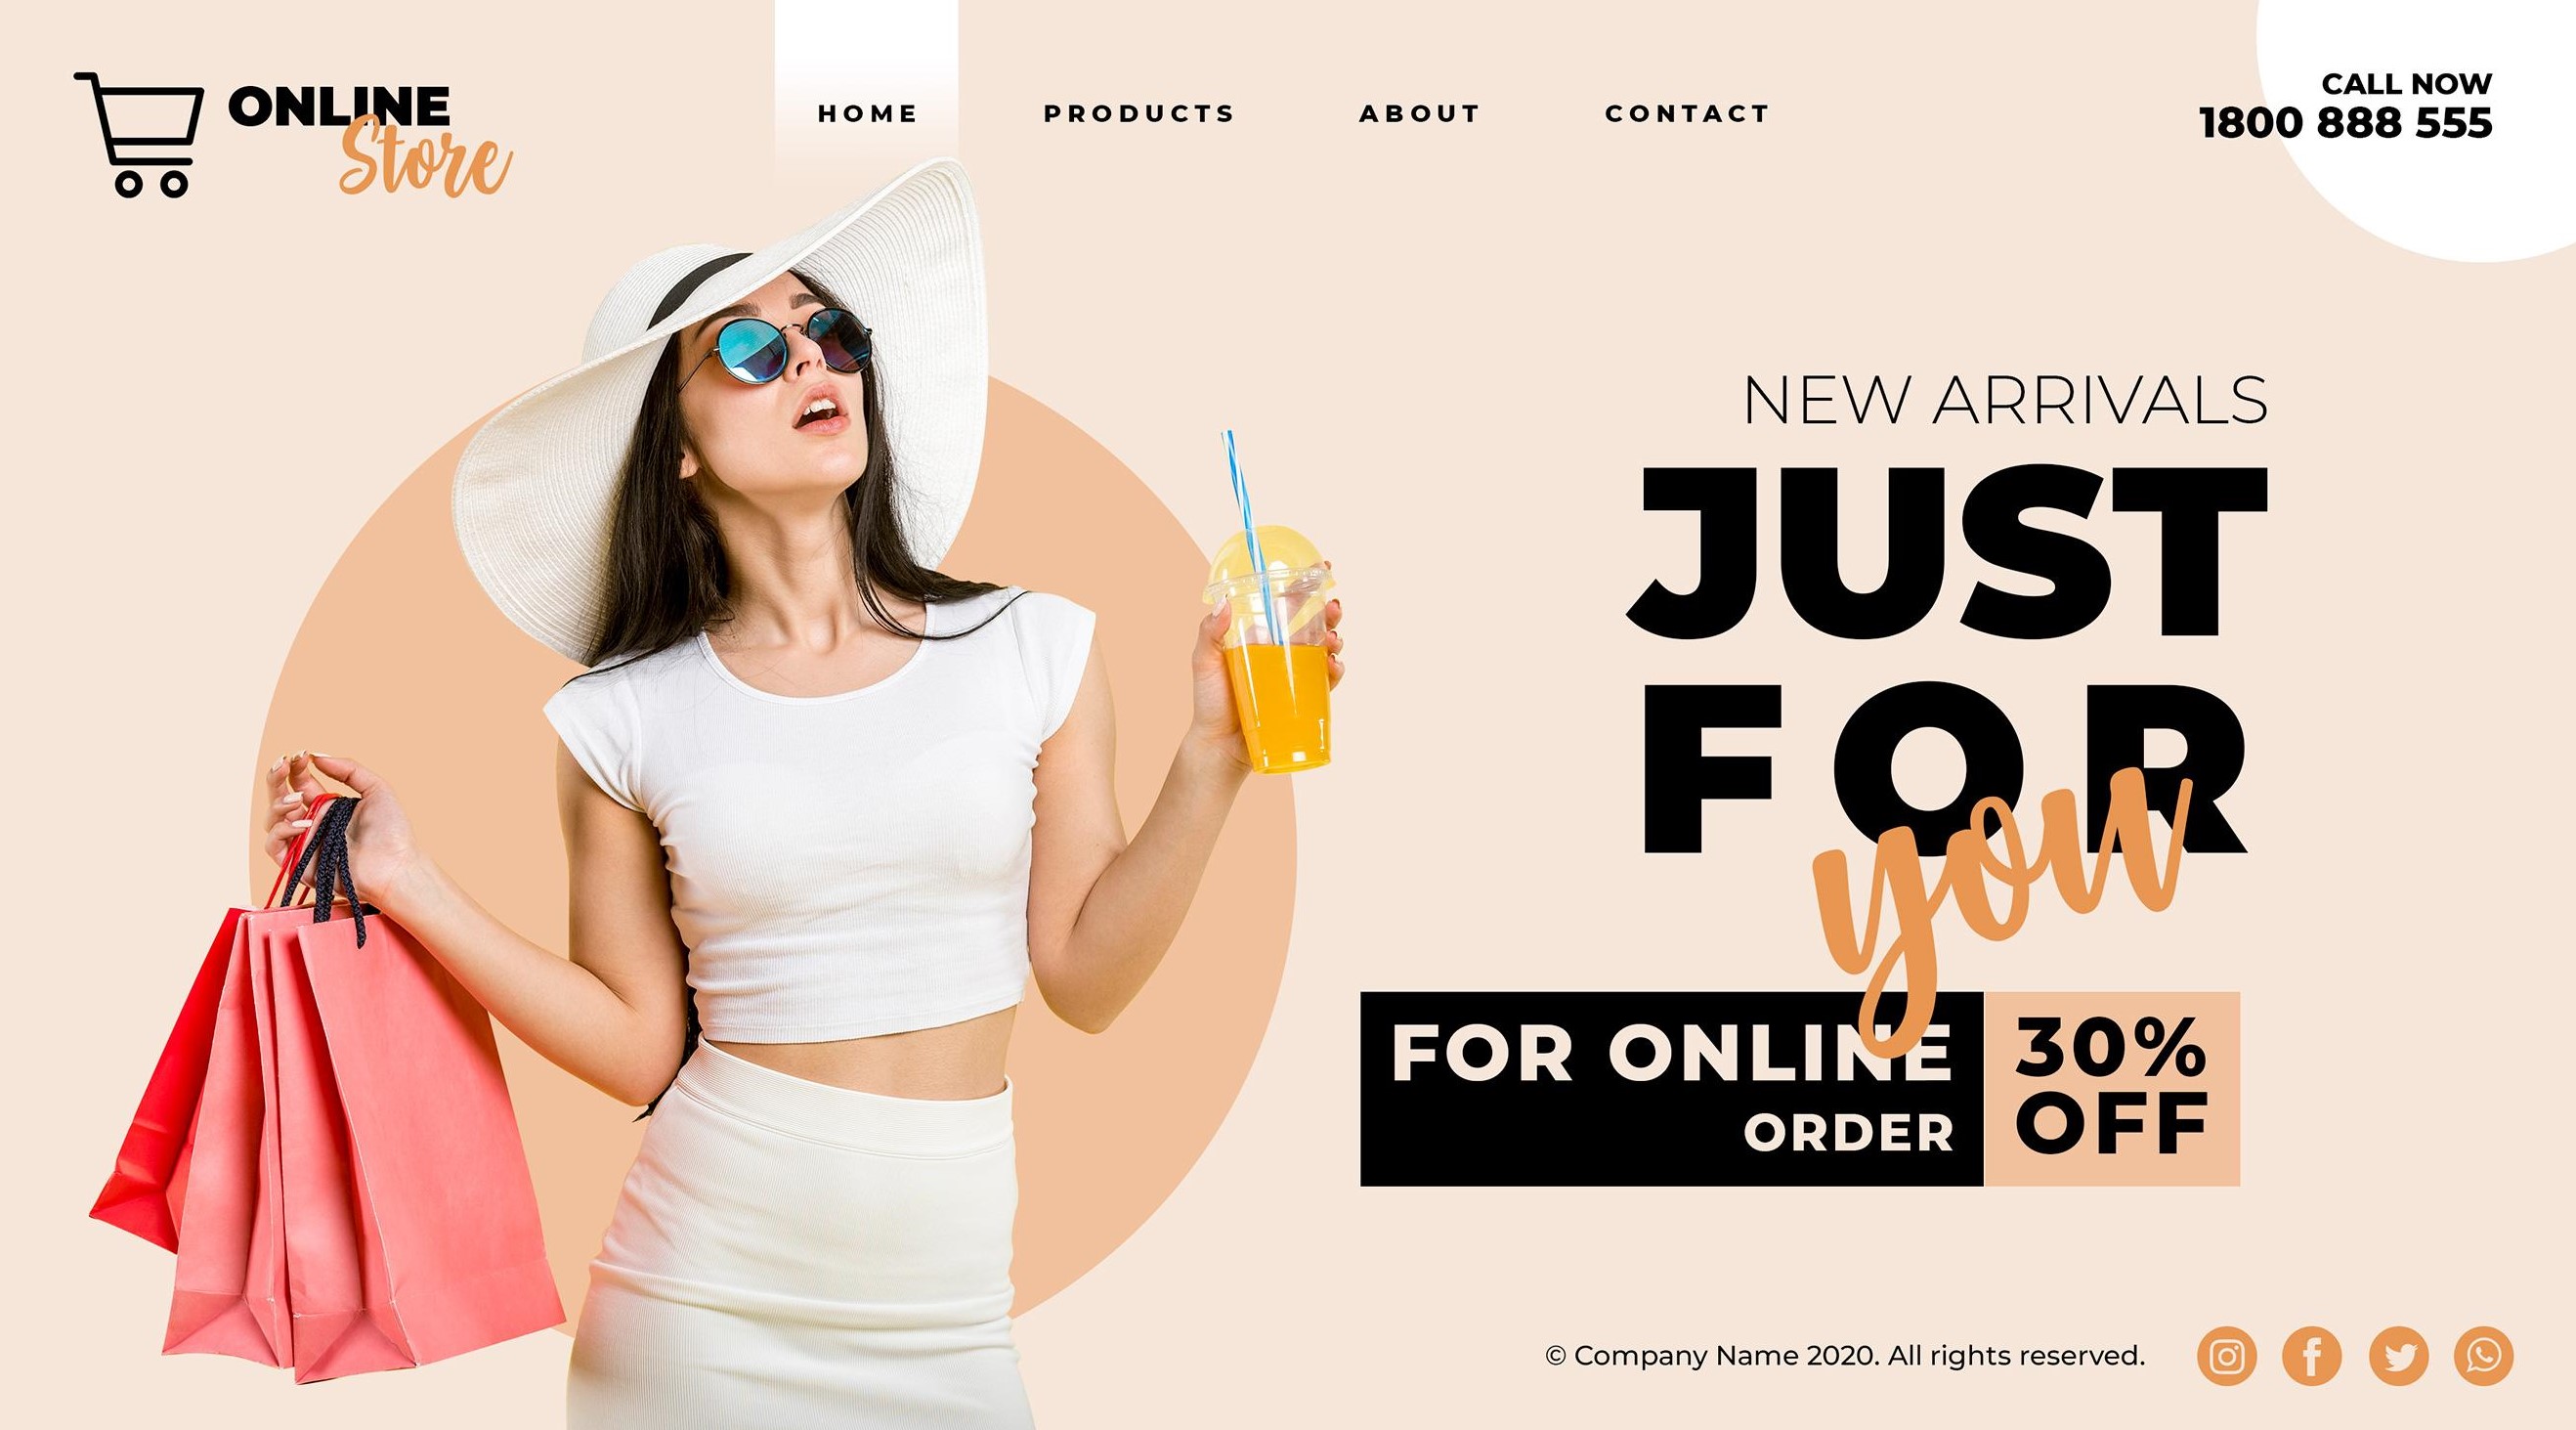 ONLINE
Store
HOME PRODUCTS ABOUT CONTACT
CALL NOW
1800 888 555
NEW ARRIVALS
JUST
FOR
you
FOR ONLINE
ORDER
30%
OFF
© Company Name 2020. All rights reserved.